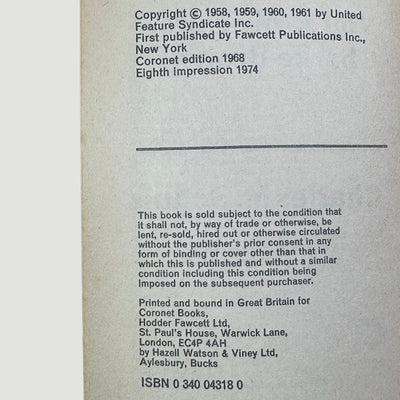 Copyright © 1958, 1959, 1960, 1961 by United
Feature Syndicate Inc.
First published by Fawcett Publications Inc.,
New York
Coronet edition 1968
Eighth impression 1974
This book is sold subject to the condition that
it shall not, by way of trade or otherwise, be
lent, re-sold, hired out or otherwise circulated
without the publisher's prior consent in any
form of binding or cover other than that in
which this is published and without a similar
condition including this condition being
imposed on the subsequent purchaser.
Printed and bound in Great Britain for
Coronet Books,
Hodder Fawcett Ltd,
St. Paul's House, Warwick Lane,
London, EC4P 4AH
by Hazell Watson & Viney Ltd,
Aylesbury, Bucks
ISBN 0 340 04318 0